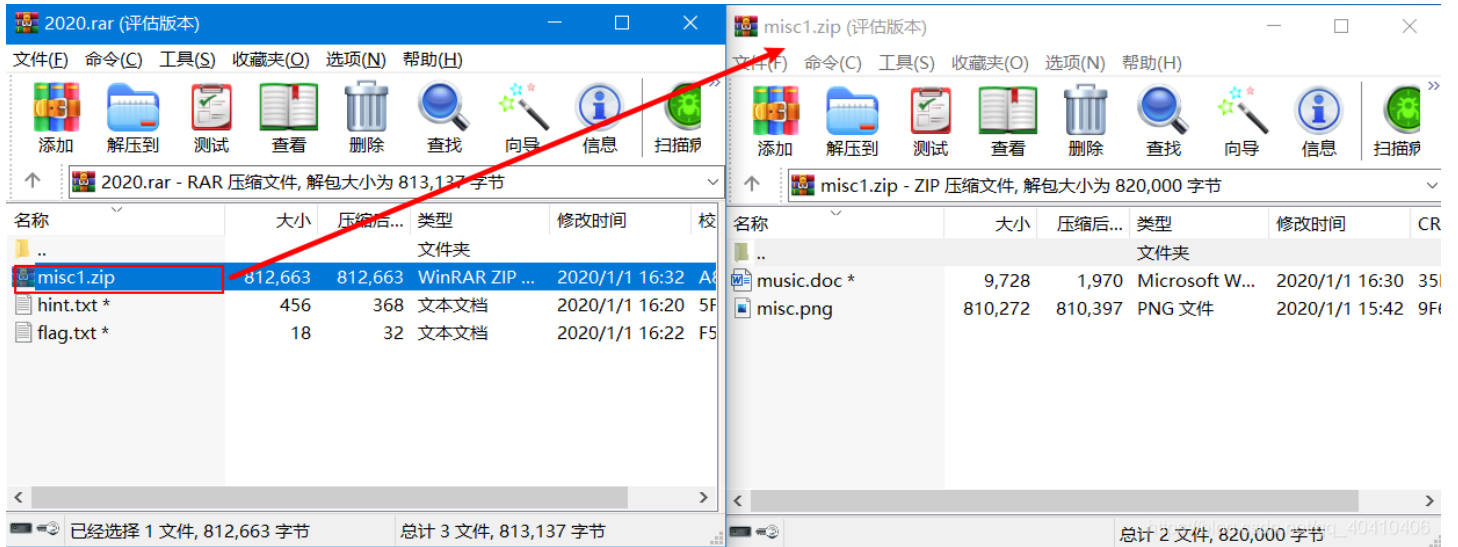 2020.rar (评估版本)
文件(F) 命令(C) 工具(S) 收藏夹(O) 选项(N) 帮助(H)
添加 解压到 测试 查看 删除 查找 向导 信息 扫描病
2020.rar - RAR 压缩文件, 解包大小为 813,137 字节
名称 大小 压缩后... 类型 修改时间 校
.. 文件夹
misc1.zip 812,663 812,663 WinRAR ZIP ... 2020/1/1 16:32 A8
hint.txt * 456 368 文本文档 2020/1/1 16:20 5F
flag.txt * 18 32 文本文档 2020/1/1 16:22 F5
已经选择 1 文件, 812,663 字节 总计 3 文件, 813,137 字节
misc1.zip (评估版本)
文件(F) 命令(C) 工具(S) 收藏夹(O) 选项(N) 帮助(H)
添加 解压到 测试 查看 删除 查找 向导 信息 扫描病
misc1.zip - ZIP 压缩文件, 解包大小为 820,000 字节
名称 大小 压缩后... 类型 修改时间 CR
.. 文件夹
music.doc * 9,728 1,970 Microsoft W... 2020/1/1 16:30
misc.png 810,272 810,397 PNG 文件 2020/1/1 15:42
总计 2 文件, 820,000 字节